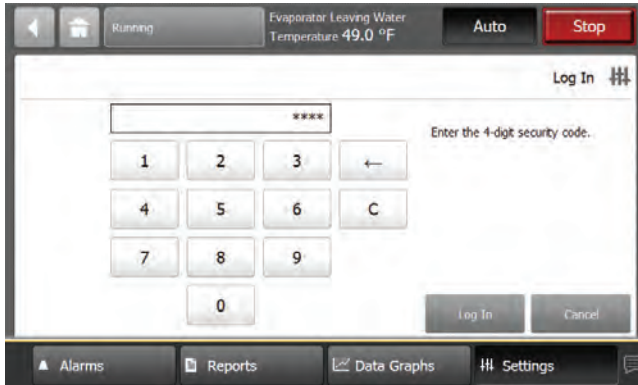 Running
Evaporator Leaving Water
Temperature 49.0 °F
Auto
Stop
Log In
****
Enter the 4-digit security code.
1 2 3 ←
4 5 6 C
7 8 9
0
Log In
Cancel
Alarms
Reports
Data Graphs
Settings